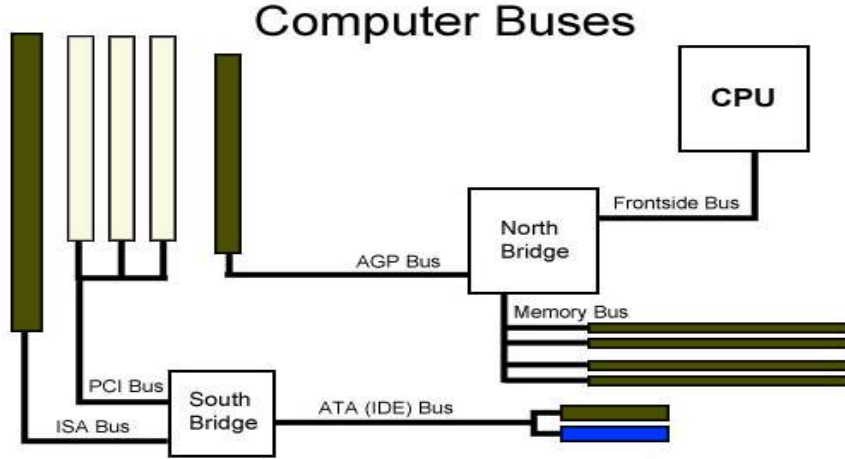 Computer Buses
CPU
Frontside Bus
North
Bridge
AGP Bus
Memory Bus
PCI Bus
South
Bridge
ATA (IDE) Bus
ISA Bus